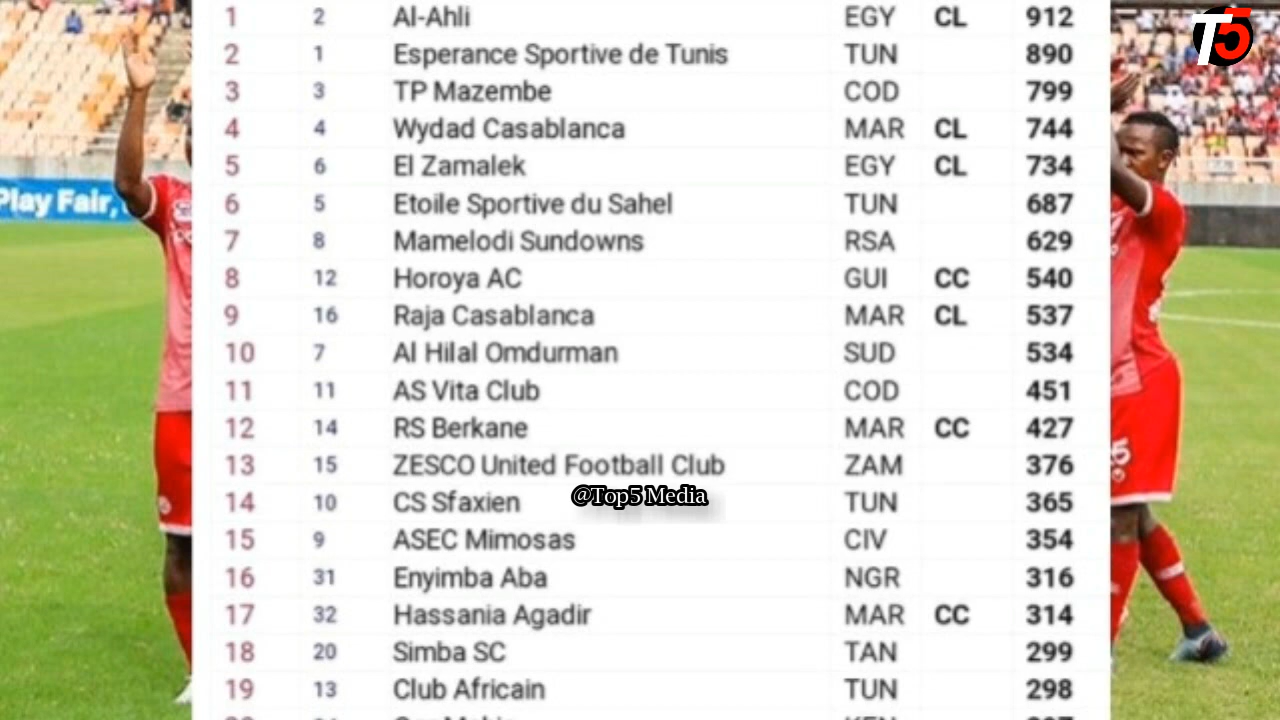 T5
1 2 Al-Ahli EGY CL 912
2 1 Esperance Sportive de Tunis TUN 890
3 3 TP Mazembe COD 799
4 4 Wydad Casablanca MAR CL 744
5 6 El Zamalek EGY CL 734
6 5 Etoile Sportive du Sahel TUN 687
Play Fair,
7 8 Mamelodi Sundowns RSA 629
8 12 Horoya AC GUI CC 540
9 16 Raja Casablanca MAR CL 537
10 7 Al Hilal Omdurman SUD 534
11 11 AS Vita Club COD 451
12 14 RS Berkane MAR CC 427
13 15 ZESCO United Football Club ZAM 376
14 10 CS Sfaxien TUN 365
@Top5 Media
15 9 ASEC Mimosas CIV 354
16 31 Enyimba Aba NGR 316
17 32 Hassania Agadir MAR CC 314
18 20 Simba SC TAN 299
19 13 Club Africain TUN 298